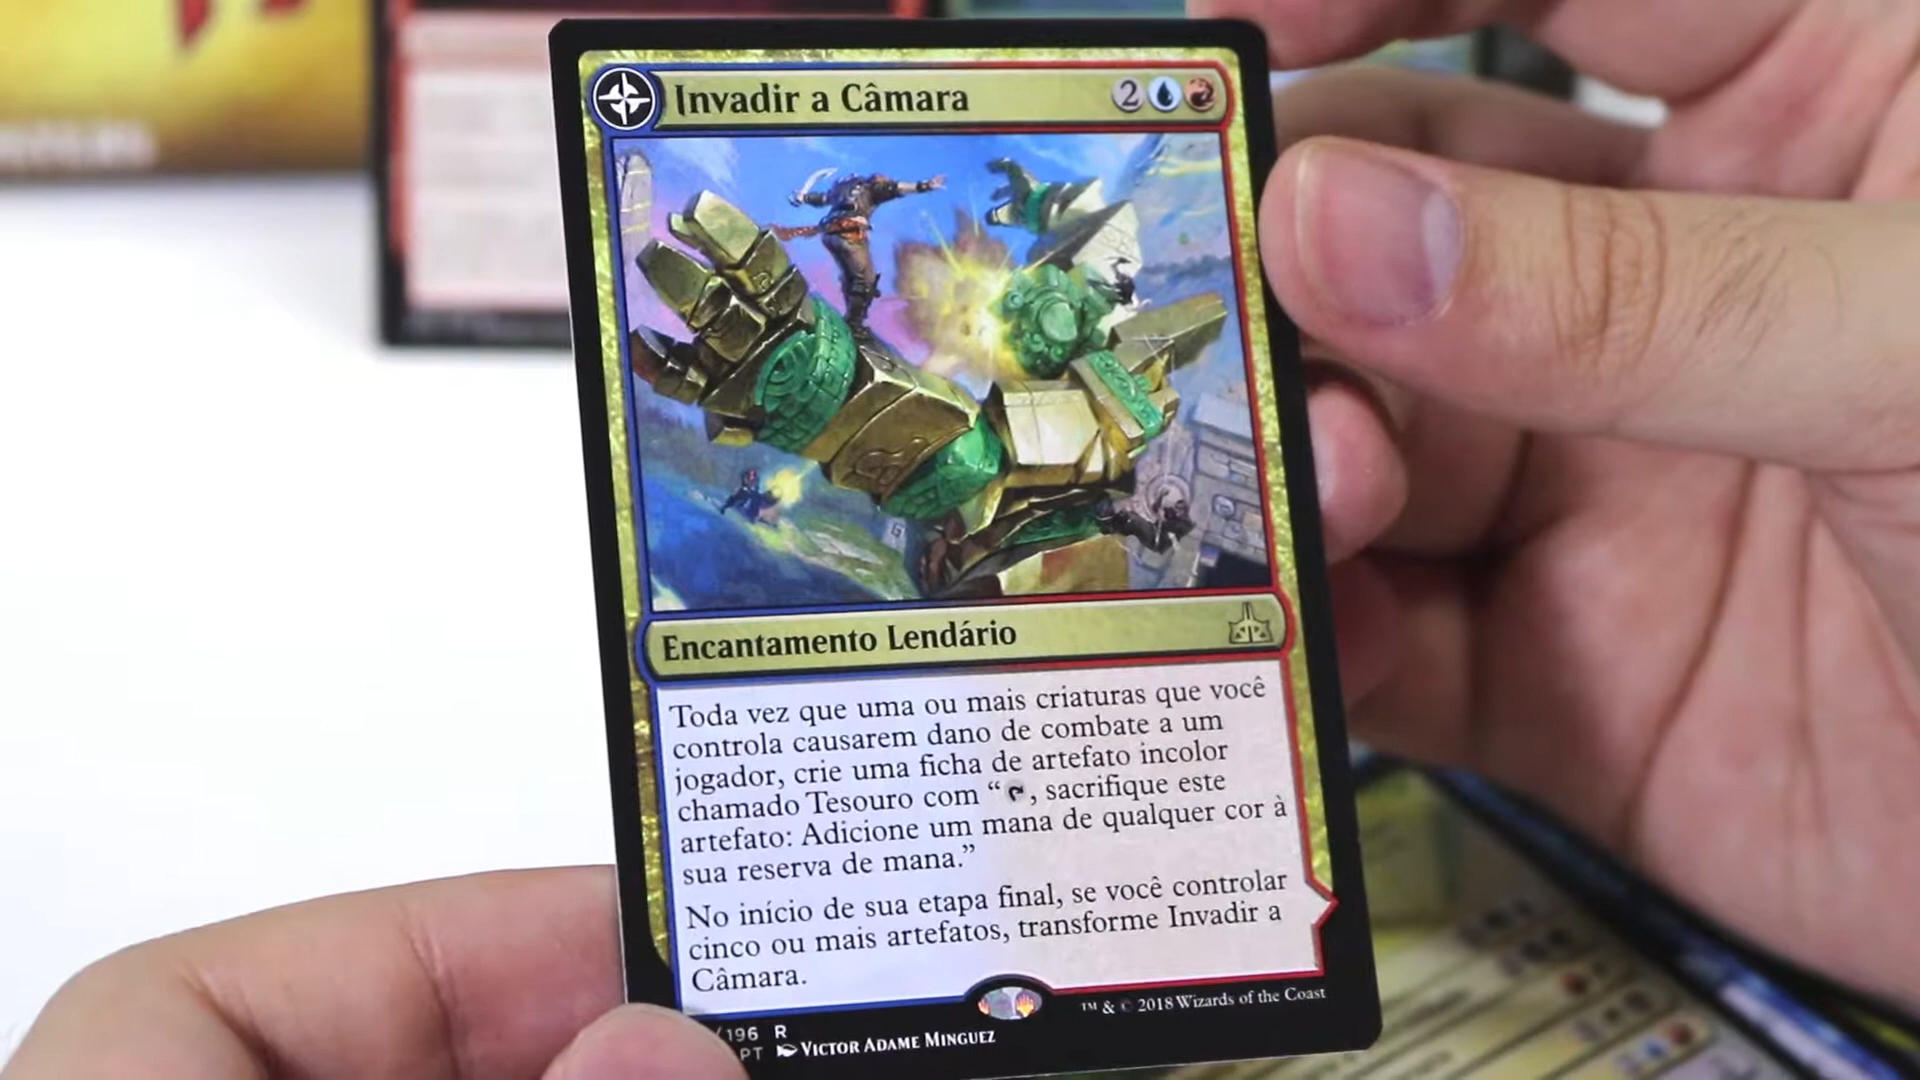 Invadir a Câmara
2
Encantamento Lendário
Toda vez que uma ou mais criaturas que você
controla causarem dano de combate a um
jogador, crie uma ficha de artefato incolor
chamado Tesouro com “ , sacrifique este
artefato: Adicione um mana de qualquer cor à
sua reserva de mana.”
No início de sua etapa final, se você controlar
cinco ou mais artefatos, transforme Invadir a
Câmara.
™ & © 2018 Wizards of the Coast
/196 R
PT VICTOR ADAME MINGUEZ